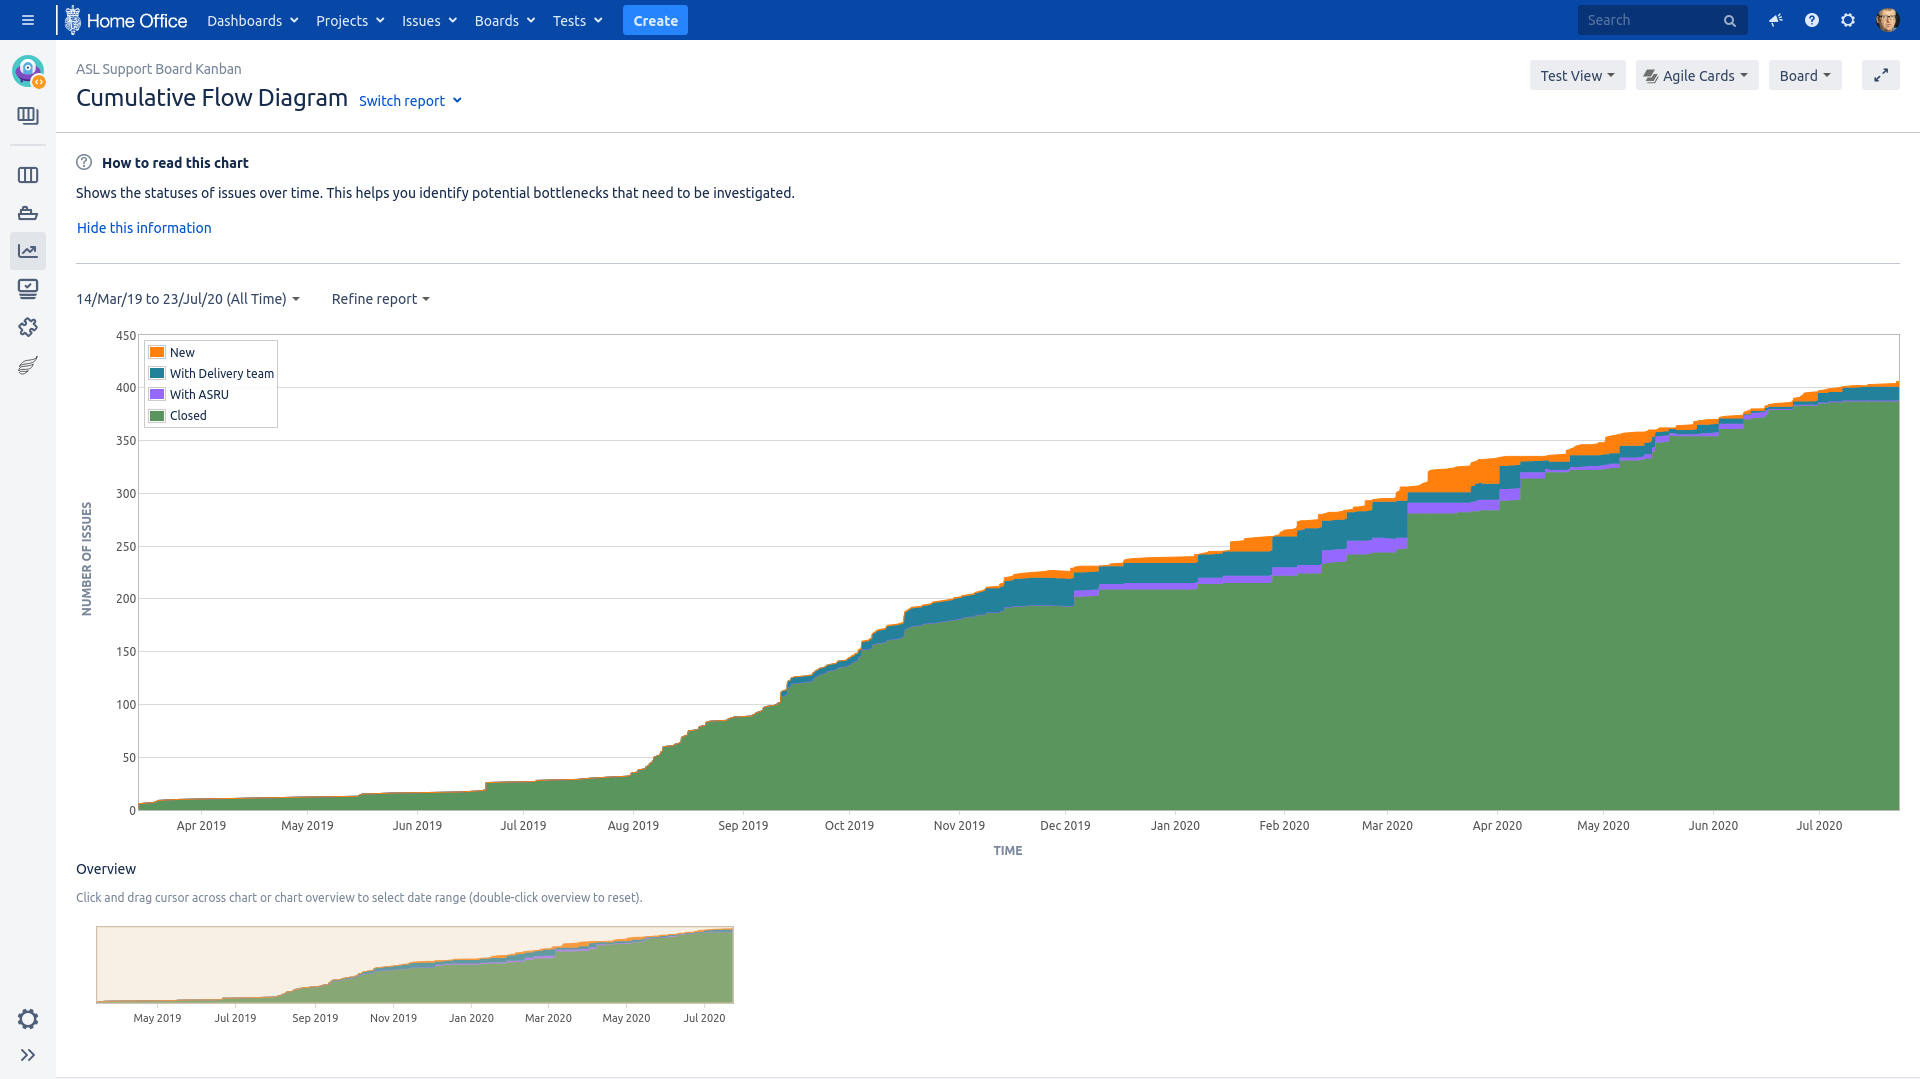 Home Office Dashboards Projects Issues Boards Tests Create Search
ASL Support Board Kanban
Cumulative Flow Diagram Switch report
Test View Agile Cards Board
How to read this chart
Shows the statuses of issues over time. This helps you identify potential bottlenecks that need to be investigated.
Hide this information
14/Mar/19 to 23/Jul/20 (All Time) Refine report
450
400
350
300
250
200
150
100
50
0
NUMBER OF ISSUES
New
With Delivery team
With ASRU
Closed
Apr 2019 May 2019 Jun 2019 Jul 2019 Aug 2019 Sep 2019 Oct 2019 Nov 2019 Dec 2019 Jan 2020 Feb 2020 Mar 2020 Apr 2020 May 2020 Jun 2020 Jul 2020
TIME
Overview
Click and drag cursor across chart or chart overview to select date range (double-click overview to reset).
May 2019 Jul 2019 Sep 2019 Nov 2019 Jan 2020 Mar 2020 May 2020 Jul 2020